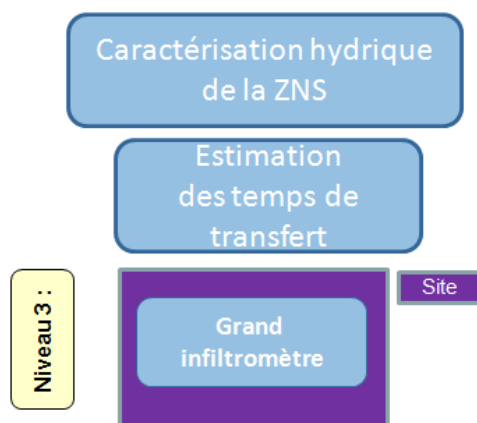 Caractérisation hydrique
de la ZNS
Estimation
des temps de
transfert
Niveau 3 :
Grand
infiltromètre
Site